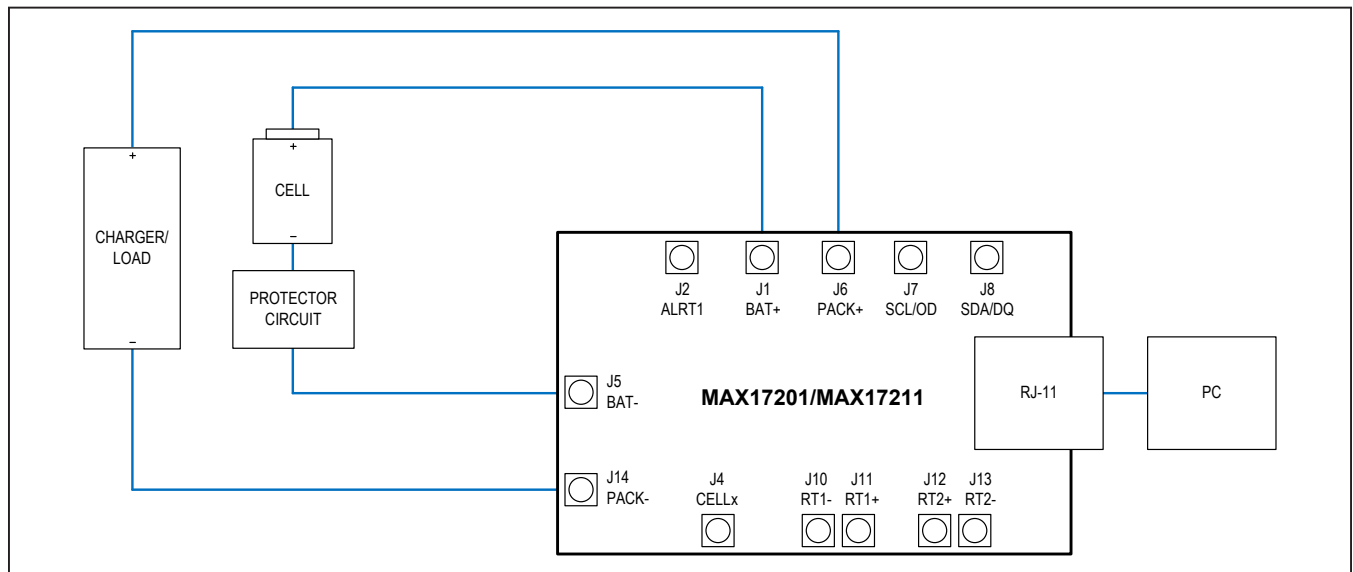 +
CHARGER/
LOAD
–
+
CELL
–
PROTECTOR
CIRCUIT
J2
ALRT1
J1
BAT+
J6
PACK+
J7
SCL/OD
J8
SDA/DQ
J5
BAT-
MAX17201/MAX17211
RJ-11
PC
J14
PACK-
J4
CELLx
J10
RT1-
J11
RT1+
J12
RT2+
J13
RT2-